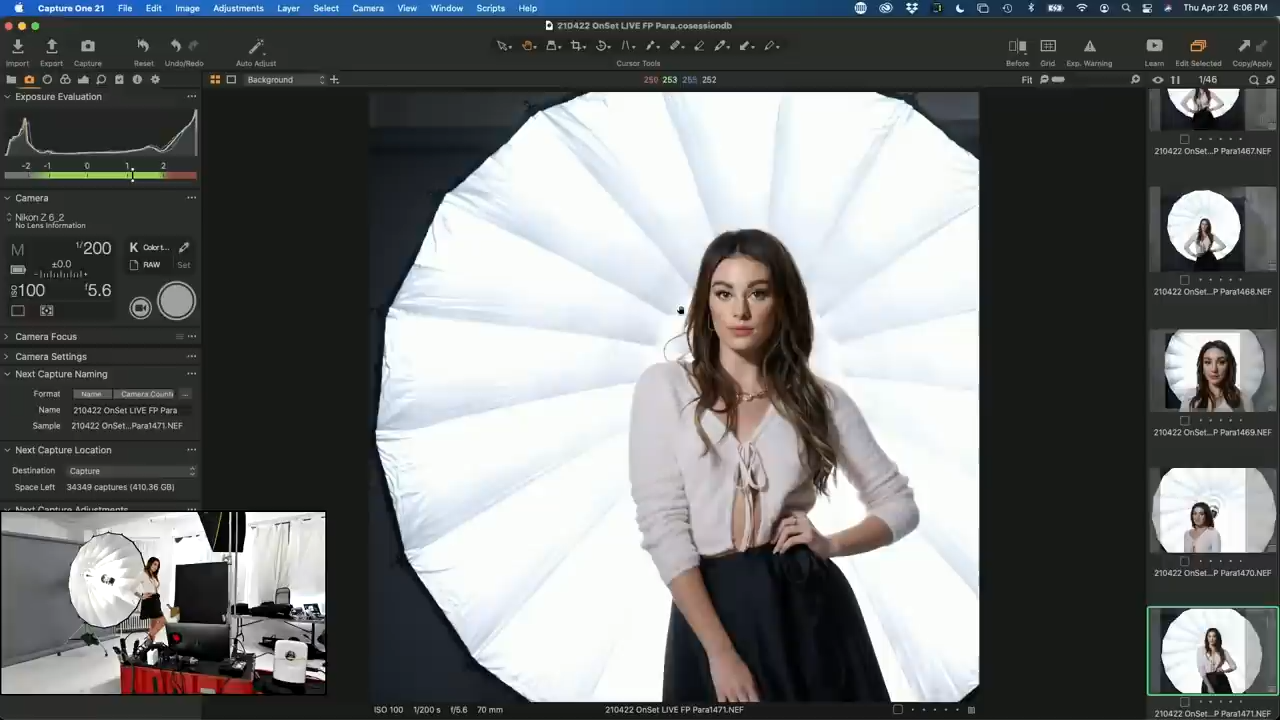 Capture One 21 File Edit Image Adjustments Layer Select Camera View Window Scripts Help Thu Apr 22 6:06 PM
210422 OnSet LIVE FP Para.cosessiondb
Import Export Capture Reset Undo/Redo Auto Adjust Cursor Tools Before Grid Exp. Warning Learn Edit Selected Copy/Apply
Background 250 253 255 252 Fit 1/46
Exposure Evaluation
-2 -1 0 1 2
Camera
Nikon Z 6_2
No Lens Information
M 1/200 K Color t...
±0.0 RAW Set
ISO 100 f5.6
Camera Focus
Camera Settings
Next Capture Naming
Format Name Camera Count
Name 210422 OnSet LIVE FP Para
Sample 210422 OnSet...Para1471.NEF
Next Capture Location
Destination Capture
Space Left 34349 captures (410.36 GB)
Next Capture Adjustments
210422 OnSet...P Para1467.NEF
210422 OnSet...P Para1468.NEF
210422 OnSet...P Para1469.NEF
210422 OnSet...P Para1470.NEF
210422 OnSet...P Para1471.NEF
ISO 100 1/200 s f/5.6 70 mm 210422 OnSet LIVE FP Para1471.NEF